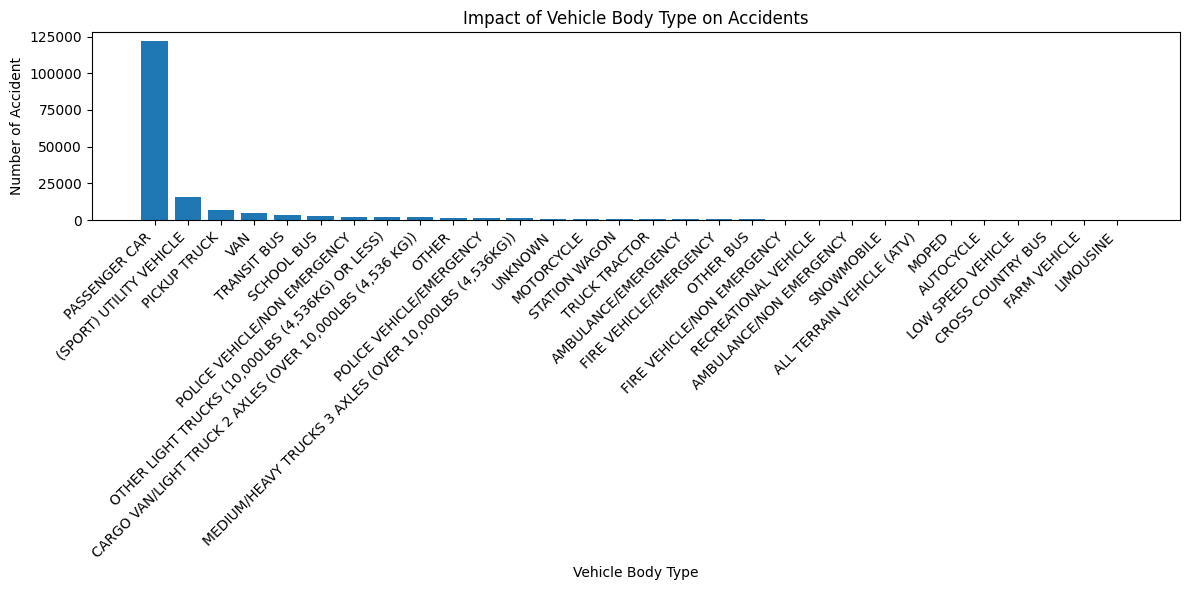 Impact of Vehicle Body Type on Accidents
Number of Accident
125000
100000
75000
50000
25000
0
PASSENGER CAR
(SPORT) UTILITY VEHICLE
PICKUP TRUCK
VAN
TRANSIT BUS
SCHOOL BUS
POLICE VEHICLE/NON EMERGENCY
OTHER LIGHT TRUCKS (10,000LBS (4,536KG) OR LESS)
CARGO VAN/LIGHT TRUCK 2 AXLES (OVER 10,000LBS (4,536 KG))
OTHER
POLICE VEHICLE/EMERGENCY
MEDIUM/HEAVY TRUCKS 3 AXLES (OVER 10,000LBS (4,536KG))
UNKNOWN
MOTORCYCLE
STATION WAGON
TRUCK TRACTOR
AMBULANCE/EMERGENCY
FIRE VEHICLE/EMERGENCY
OTHER BUS
FIRE VEHICLE/NON EMERGENCY
RECREATIONAL VEHICLE
AMBULANCE/NON EMERGENCY
SNOWMOBILE
ALL TERRAIN VEHICLE (ATV)
MOPED
AUTOCYCLE
LOW SPEED VEHICLE
CROSS COUNTRY BUS
FARM VEHICLE
LIMOUSINE
Vehicle Body Type